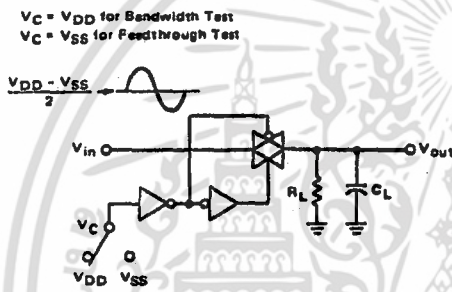 VC = VDD for Bandwidth Test
VC = VSS for Feedthrough Test
VDD - VSS
2
Vin
Vout
RL
CL
VC
VDD
VSS